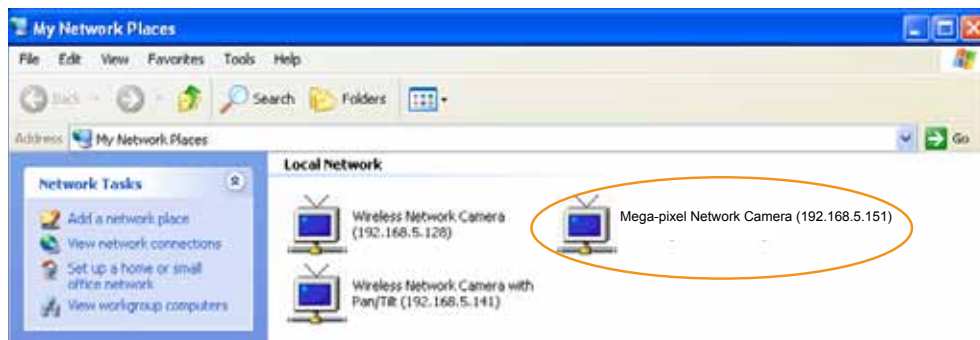 My Network Places
File Edit View Favorites Tools Help
Back Search Folders
Address My Network Places Go
Local Network
Network Tasks
Add a network place
View network connections
Set up a home or small
office network
View workgroup computers
Wireless Network Camera
(192.168.5.128)
Mega-pixel Network Camera (192.168.5.151)
Wireless Network Camera with
Pan/Tilt (192.168.5.141)